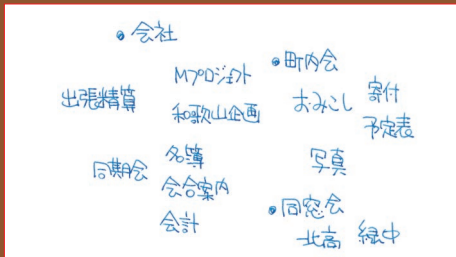 • 会社
出張精算
Mプロジェクト
和歌山企画
同期会
名簿
会合案内
会計
• 町内会
おみこし
寄付
予定表
写真
• 同窓会
北高 緑中